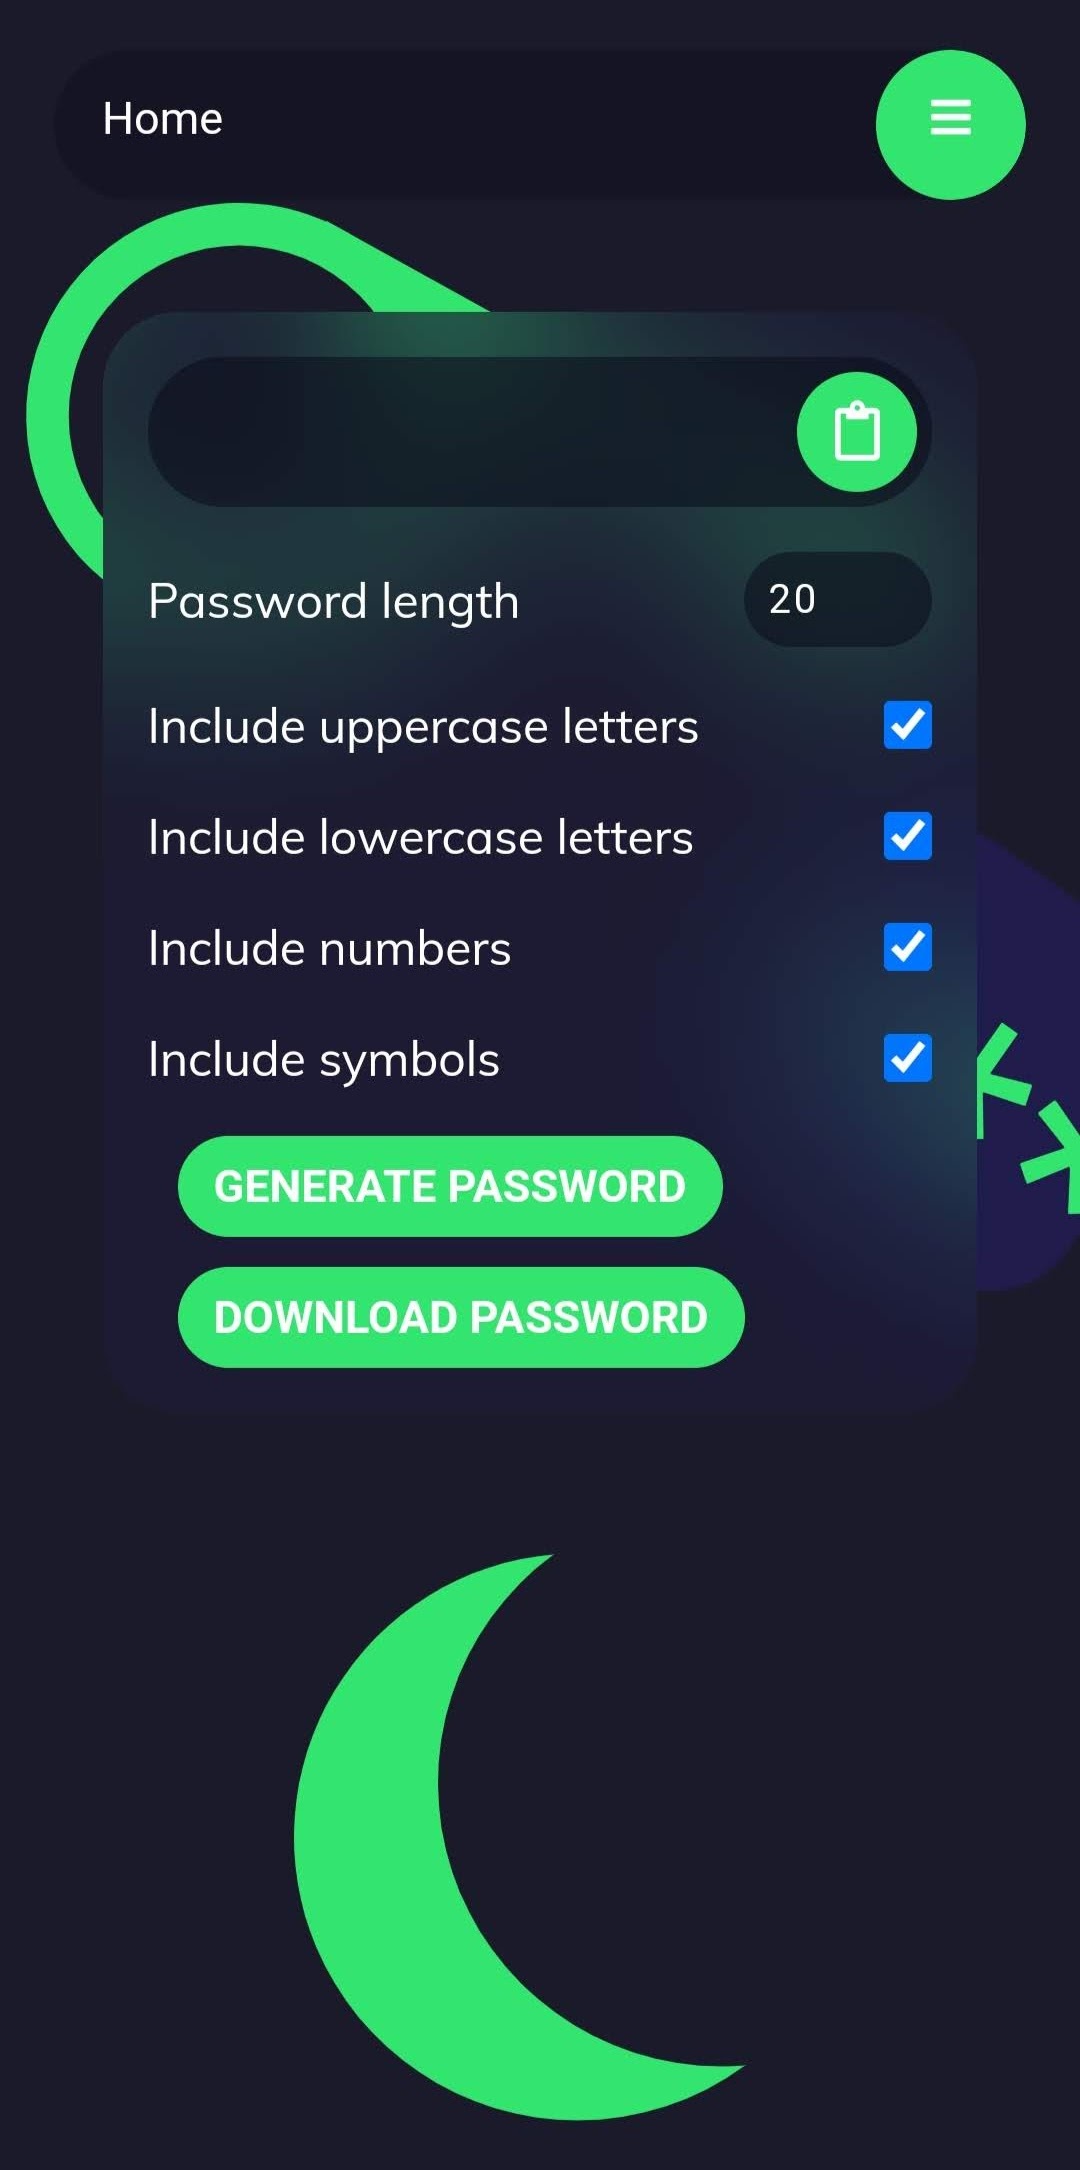 Home
Password length
20
Include uppercase letters
Include lowercase letters
Include numbers
Include symbols
GENERATE PASSWORD
DOWNLOAD PASSWORD